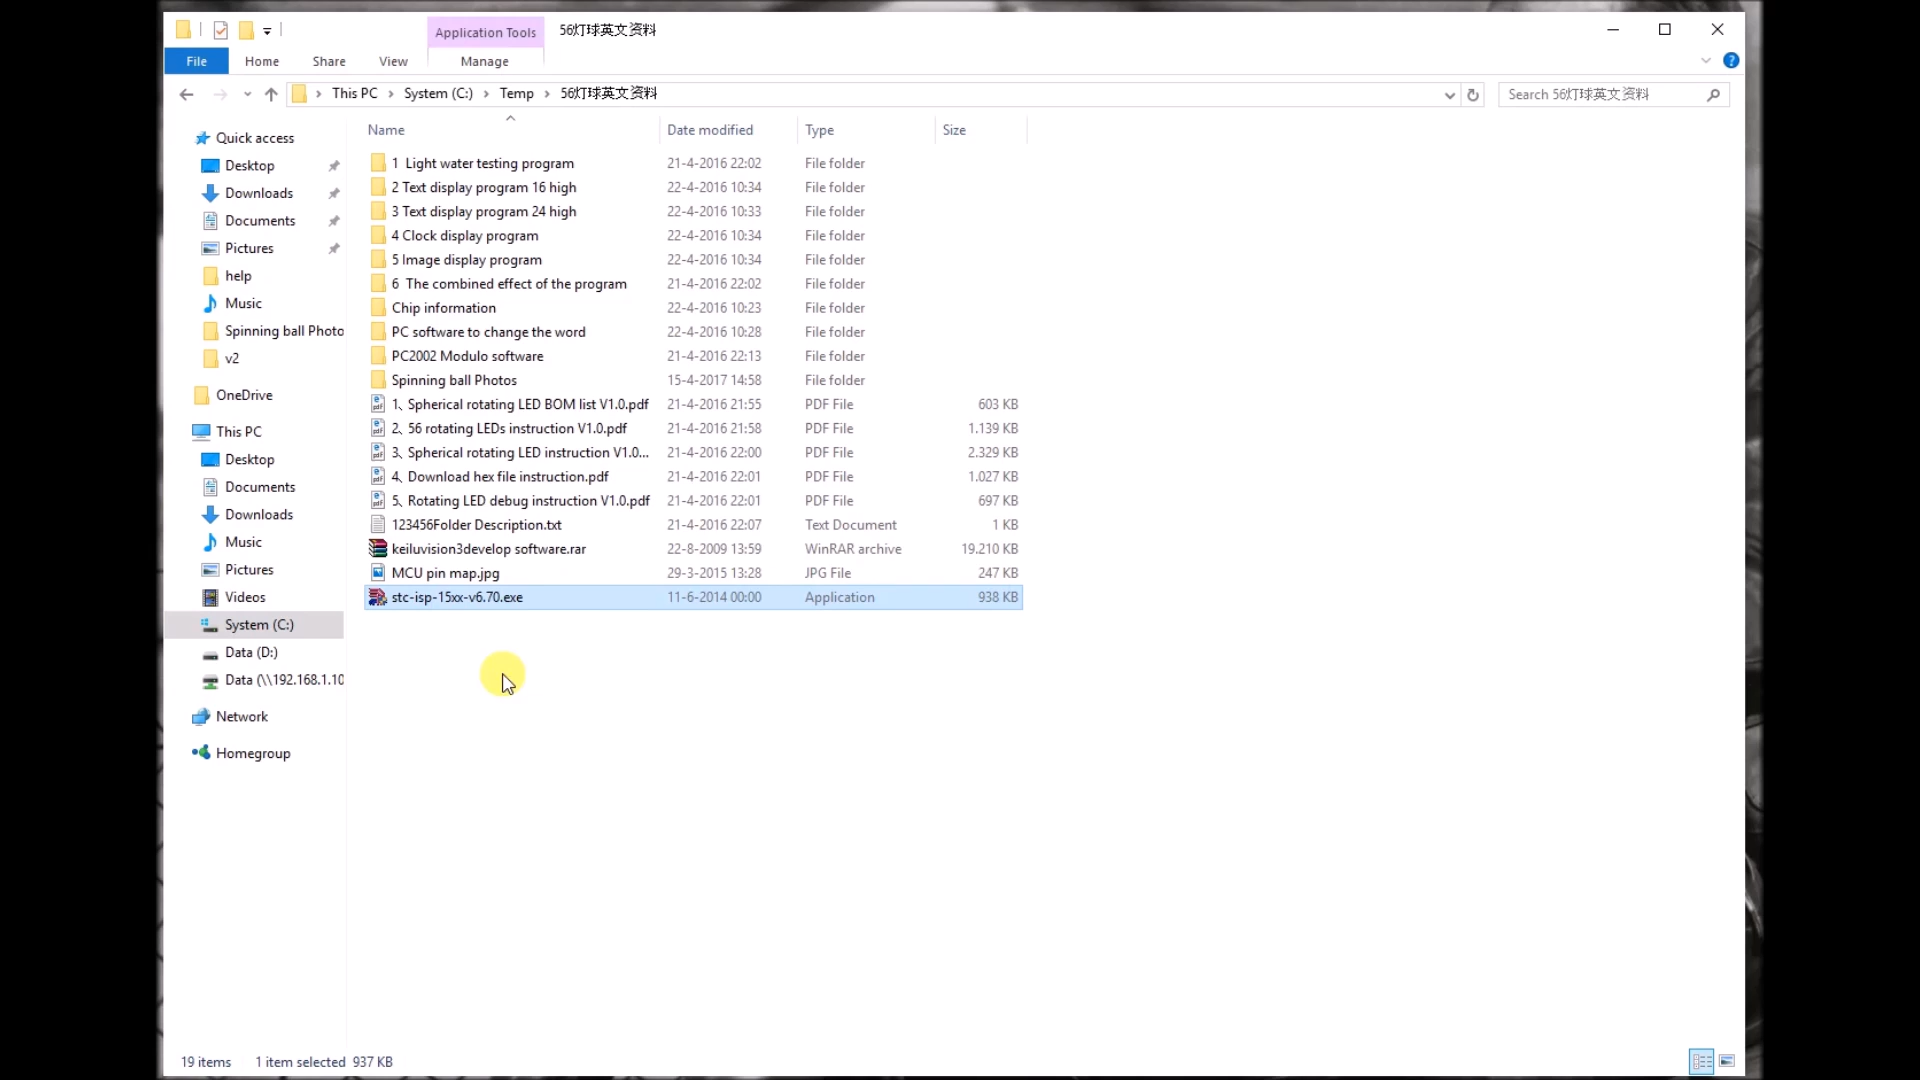 Application Tools
56灯球英文资料
File
Home
Share
View
Manage
This PC
System (C:)
Temp
56灯球英文资料
Search 56灯球英文资料
Quick access
Desktop
Downloads
Documents
Pictures
help
Music
Spinning ball Photo
v2
OneDrive
This PC
Desktop
Documents
Downloads
Music
Pictures
Videos
System (C:)
Data (D:)
Data (\\192.168.1.10
Network
Homegroup
Name Date modified Type Size
1 Light water testing program 21-4-2016 22:02 File folder
2 Text display program 16 high 22-4-2016 10:34 File folder
3 Text display program 24 high 22-4-2016 10:33 File folder
4 Clock display program 22-4-2016 10:34 File folder
5 Image display program 22-4-2016 10:34 File folder
6 The combined effect of the program 21-4-2016 22:02 File folder
Chip information 22-4-2016 10:23 File folder
PC software to change the word 22-4-2016 10:28 File folder
PC2002 Modulo software 21-4-2016 22:13 File folder
Spinning ball Photos 15-4-2017 14:58 File folder
1、Spherical rotating LED BOM list V1.0.pdf 21-4-2016 21:55 PDF File 603 KB
2、56 rotating LEDs instruction V1.0.pdf 21-4-2016 21:58 PDF File 1.139 KB
3、Spherical rotating LED instruction V1.0... 21-4-2016 22:00 PDF File 2.329 KB
4、Download hex file instruction.pdf 21-4-2016 22:01 PDF File 1.027 KB
5、Rotating LED debug instruction V1.0.pdf 21-4-2016 22:01 PDF File 697 KB
123456Folder Description.txt 21-4-2016 22:07 Text Document 1 KB
keiluvision3develop software.rar 22-8-2009 13:59 WinRAR archive 19.210 KB
MCU pin map.jpg 29-3-2015 13:28 JPG File 247 KB
stc-isp-15xx-v6.70.exe 11-6-2014 00:00 Application 938 KB
19 items 1 item selected 937 KB